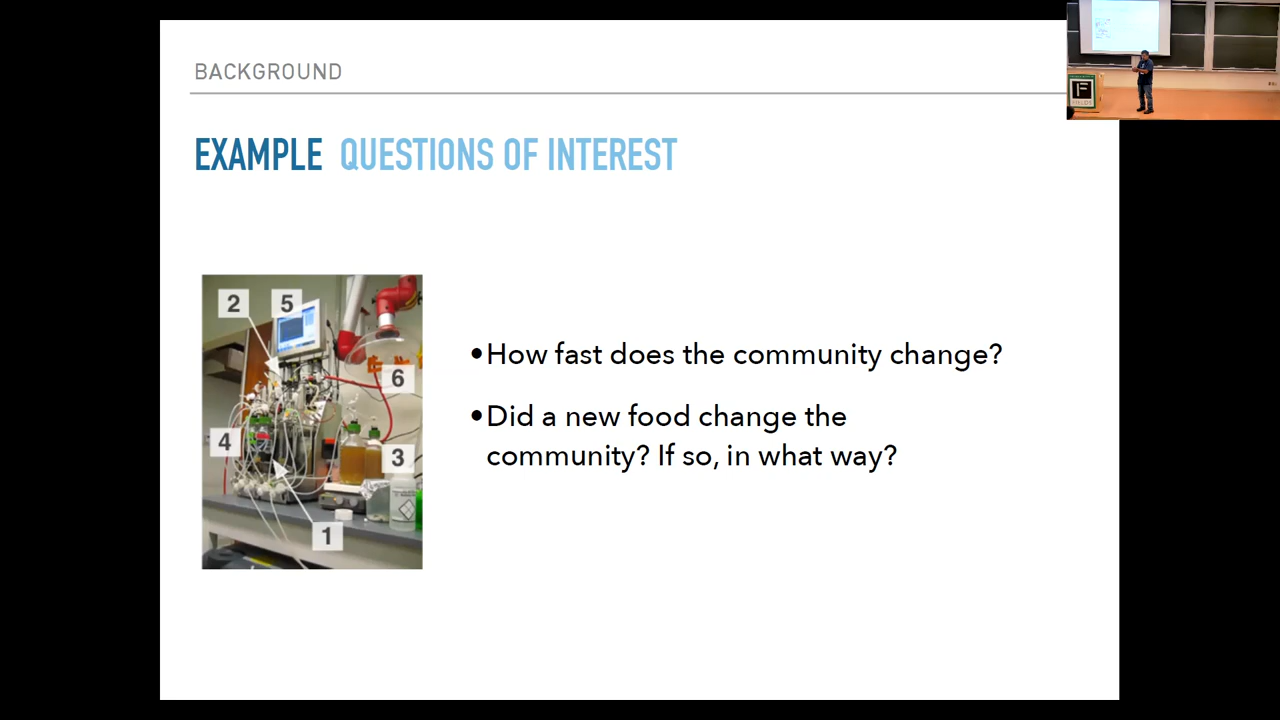 BACKGROUND
EXAMPLE QUESTIONS OF INTEREST
2
5
6
4
3
1
•How fast does the community change?
•Did a new food change the
community? If so, in what way?
F
FIELDS